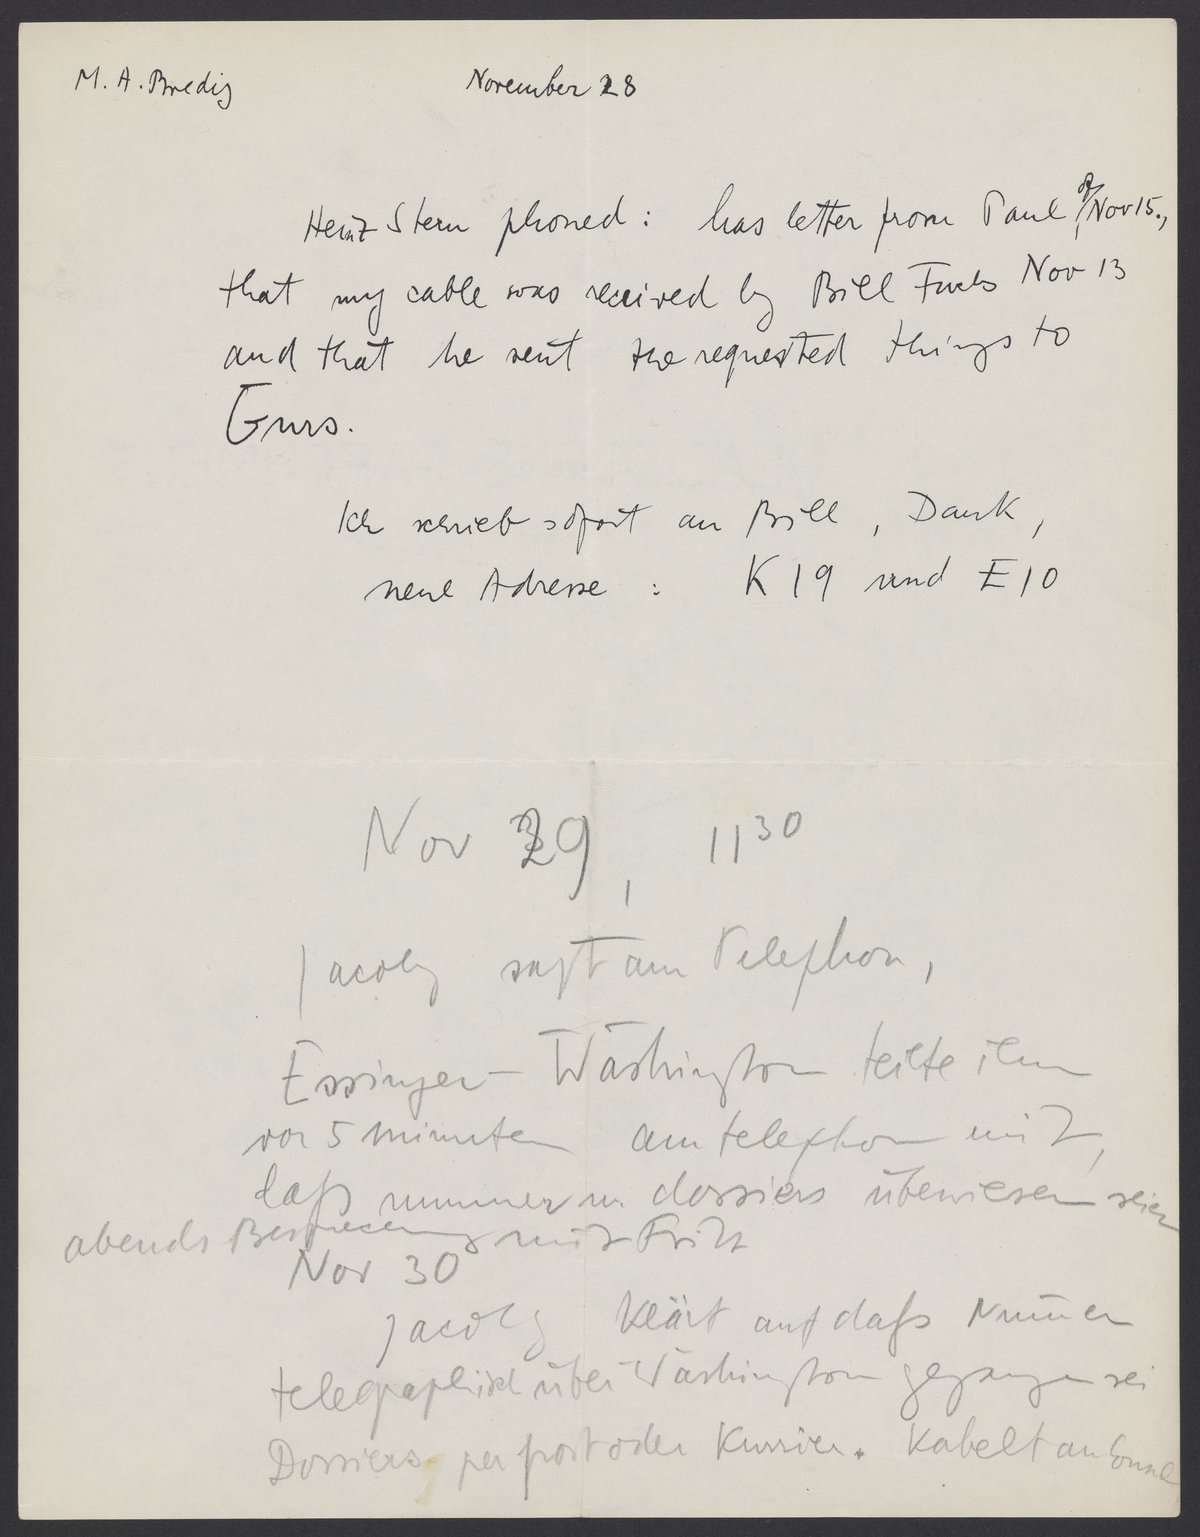 M. A. Bredig November 28
Heinz Stern phoned: has letter from Paul of Nov 15.,
that my cable was received by Bill Fuchs Nov 13
and that he sent the requested things to
Gurs.
Ich schrieb sofort an Bill, Dank,
neue Adresse: K 19 und E 10
Nov 29, 11 30
Jacoby sagt am Telephon,
Essinger - Washington teilte ihm
vor 5 minuten am telephon mit,
daß nummer u. dossiers überwiesen seien
abends Besprechung mit Fritz
Nov 30
Jacoby klärt auf daß Nummer
telegraphisch über Washington gegangen sei
Dossiers per post oder Kurrier. Kabelt an